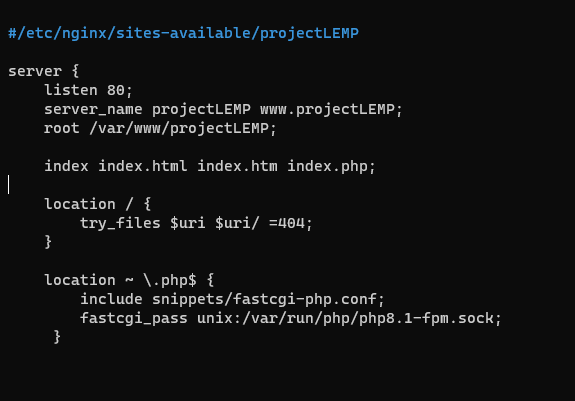 #/etc/nginx/sites-available/projectLEMP
server {
    listen 80;
    server_name projectLEMP www.projectLEMP;
    root /var/www/projectLEMP;
    index index.html index.htm index.php;
    location / {
        try_files $uri $uri/ =404;
    }
    location ~ \.php$ {
        include snippets/fastcgi-php.conf;
        fastcgi_pass unix:/var/run/php/php8.1-fpm.sock;
     }